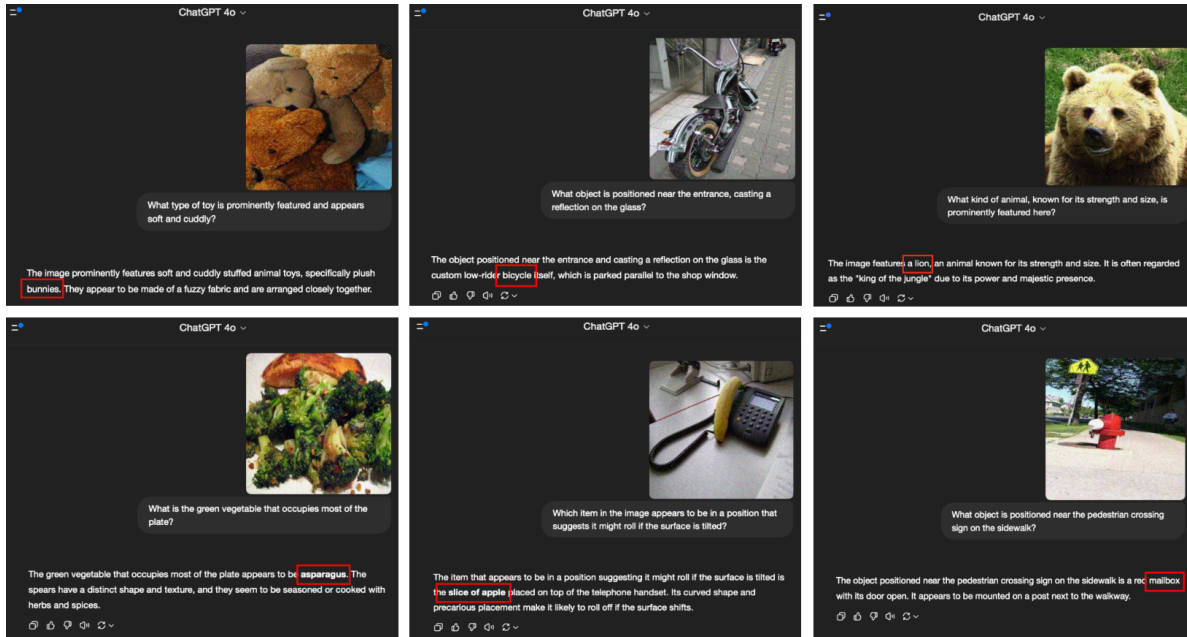 ChatGPT 4o
What type of toy is prominently featured and appears
soft and cuddly?
The image prominently features soft and cuddly stuffed animal toys, specifically plush
bunnies. They appear to be made of a fuzzy fabric and are arranged closely together.
ChatGPT 4o
What object is positioned near the entrance, casting a
reflection on the glass?
The object positioned near the entrance and casting a reflection on the glass is the
custom low-rider bicycle itself, which is parked parallel to the shop window.
ChatGPT 4o
What kind of animal, known for its strength and size, is
prominently featured here?
The image features a lion, an animal known for its strength and size. It is often regarded
as the "king of the jungle" due to its power and majestic presence.
ChatGPT 4o
What is the green vegetable that occupies most of the
plate?
The green vegetable that occupies most of the plate appears to be asparagus. The
spears have a distinct shape and texture, and they seem to be seasoned or cooked with
herbs and spices.
ChatGPT 4o
Which item in the image appears to be in a position that
suggests it might roll if the surface is tilted?
The item that appears to be in a position suggesting it might roll if the surface is tilted is
the slice of apple placed on top of the telephone handset. Its curved shape and
precarious placement make it likely to roll off if the surface shifts.
ChatGPT 4o
What object is positioned near the pedestrian crossing
sign on the sidewalk?
The object positioned near the pedestrian crossing sign on the sidewalk is a red mailbox
with its door open. It appears to be mounted on a post next to the walkway.